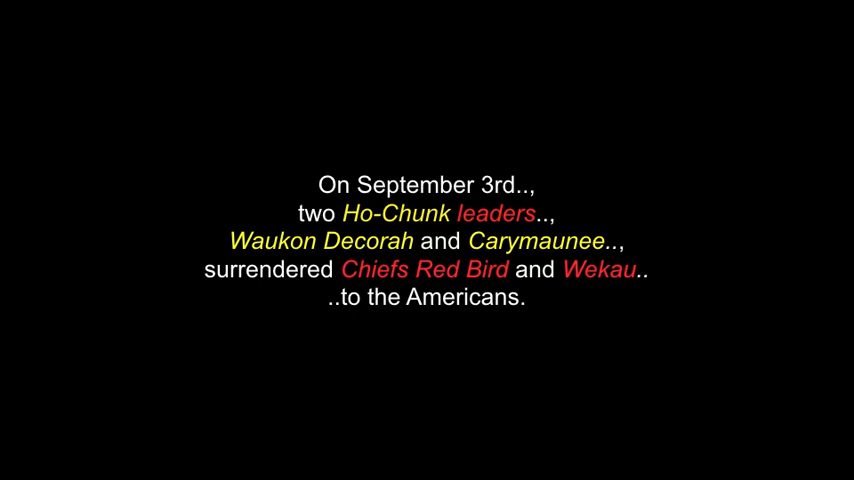 On September 3rd..,
two Ho-Chunk leaders..,
Waukon Decorah and Carymaunee..,
surrendered Chiefs Red Bird and Wekau..
..to the Americans.